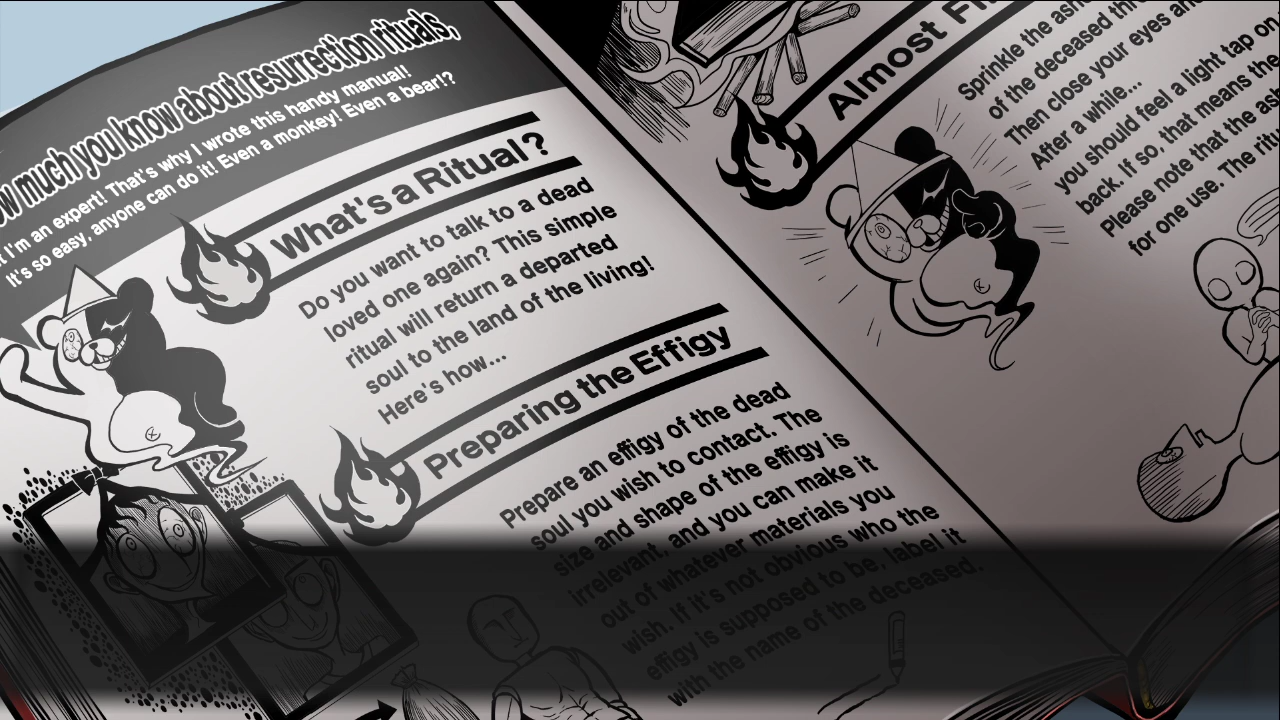 ow much you know about resurrection rituals,
I'm an expert! That's why I wrote this handy manual!
It's so easy, anyone can do it! Even a monkey! Even a bear!?
What's a Ritual?
Do you want to talk to a dead
loved one again? This simple
ritual will return a departed
soul to the land of the living!
Here's how...
Preparing the Effigy
Prepare an effigy of the dead
soul you wish to contact. The
size and shape of the effigy is
irrelevant, and you can make it
out of whatever materials you
wish. If it's not obvious who the
effigy is supposed to be, label it
with the name of the deceased.
Almost
Sprinkle the
of the deceased
Then close your eyes
After a while...
you should feel a light tap on
back. If so, that means the
Please note that the
for one use. The